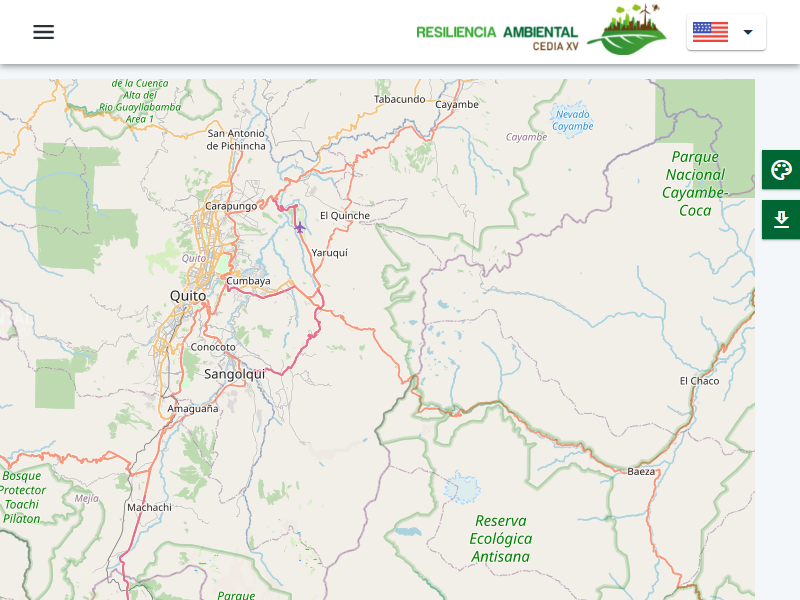 RESILIENCIA AMBIENTAL
CEDIA XV
de la Cuenca
Alta del
Rio Guayllabamba
Area 1
Tabacundo
Cayambe
Nevado
Cayambe
Cayambe
San Antonio
de Pichincha
Parque
Nacional
Cayambe-
Coca
Carapungo
El Quinche
Yaruquí
Quito
Cumbaya
Quito
Conocoto
Sangolquí
El Chaco
Amaguaña
Baeza
Bosque
Protector
Toachi
Pilaton
Mejía
Machachi
Reserva
Ecológica
Antisana
Parque